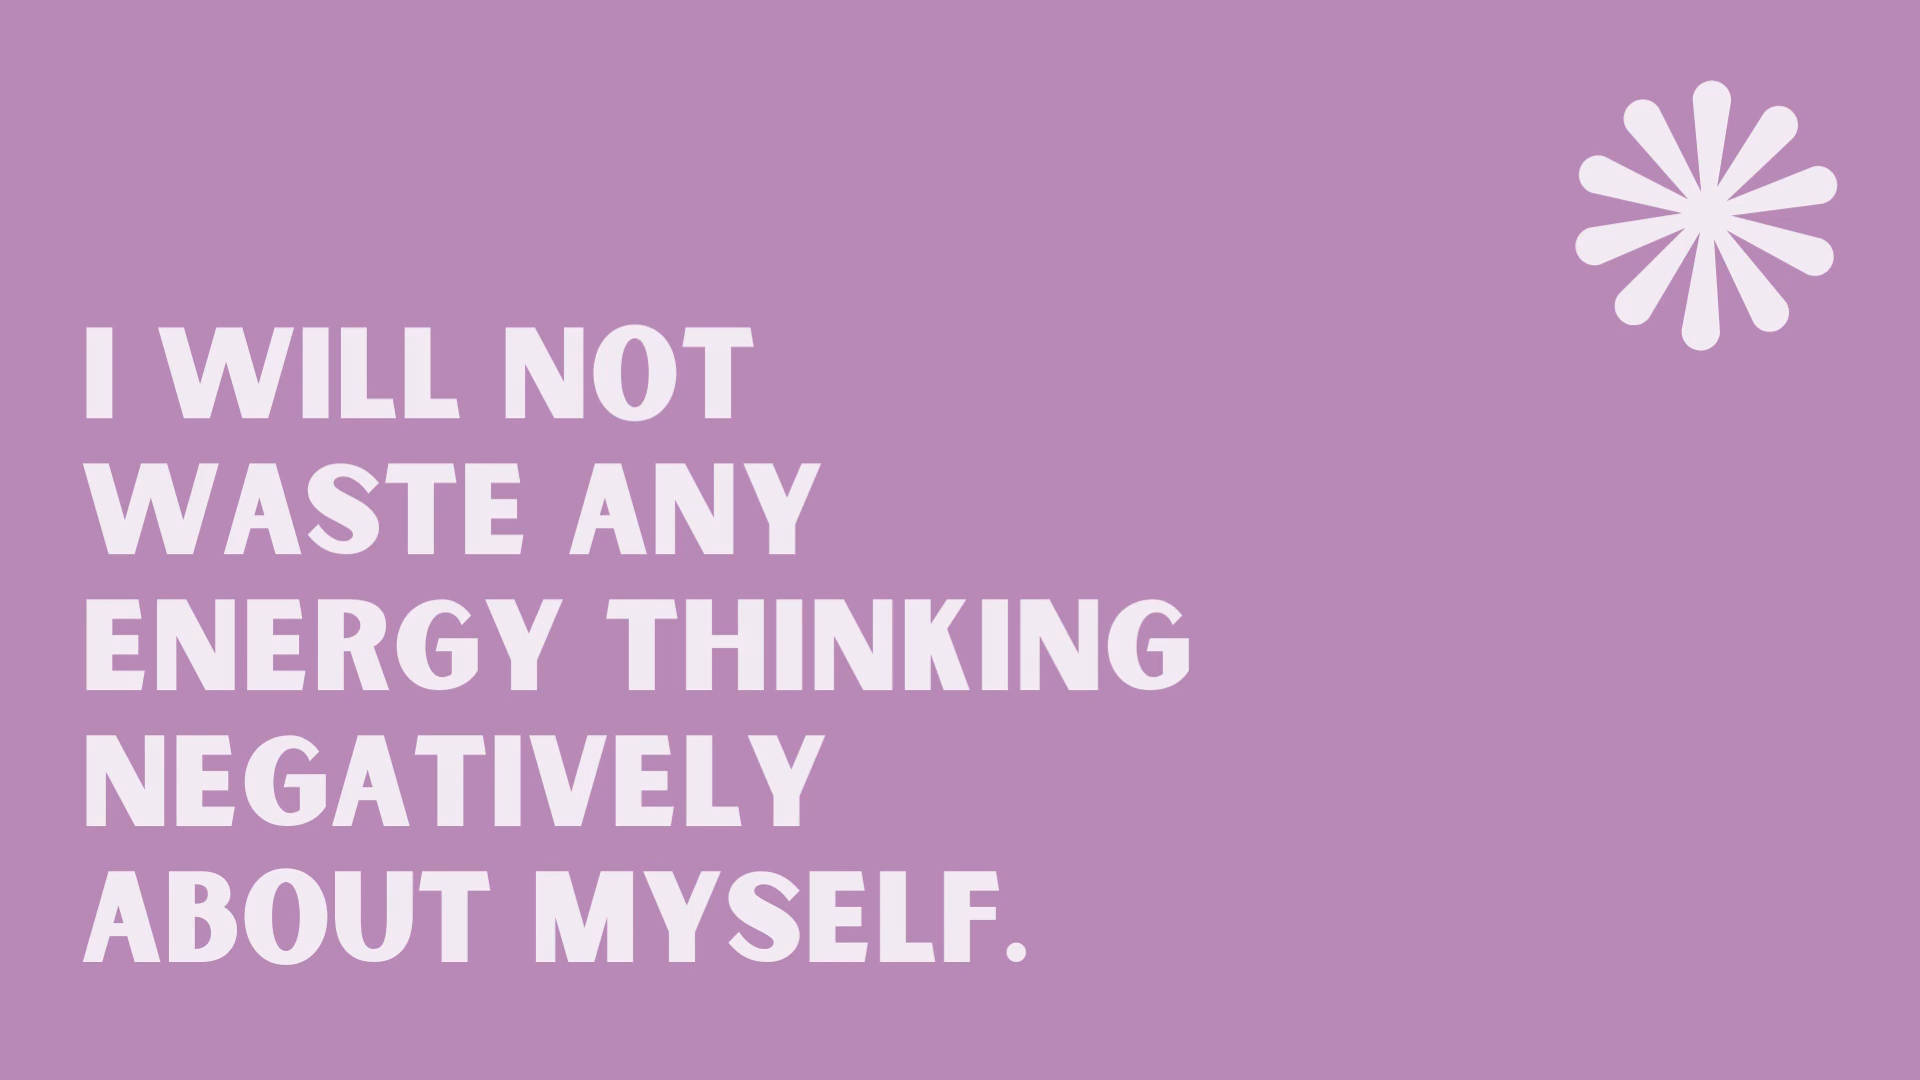 I WILL NOT
WASTE ANY
ENERGY THINKING
NEGATIVELY
ABOUT MYSELF.